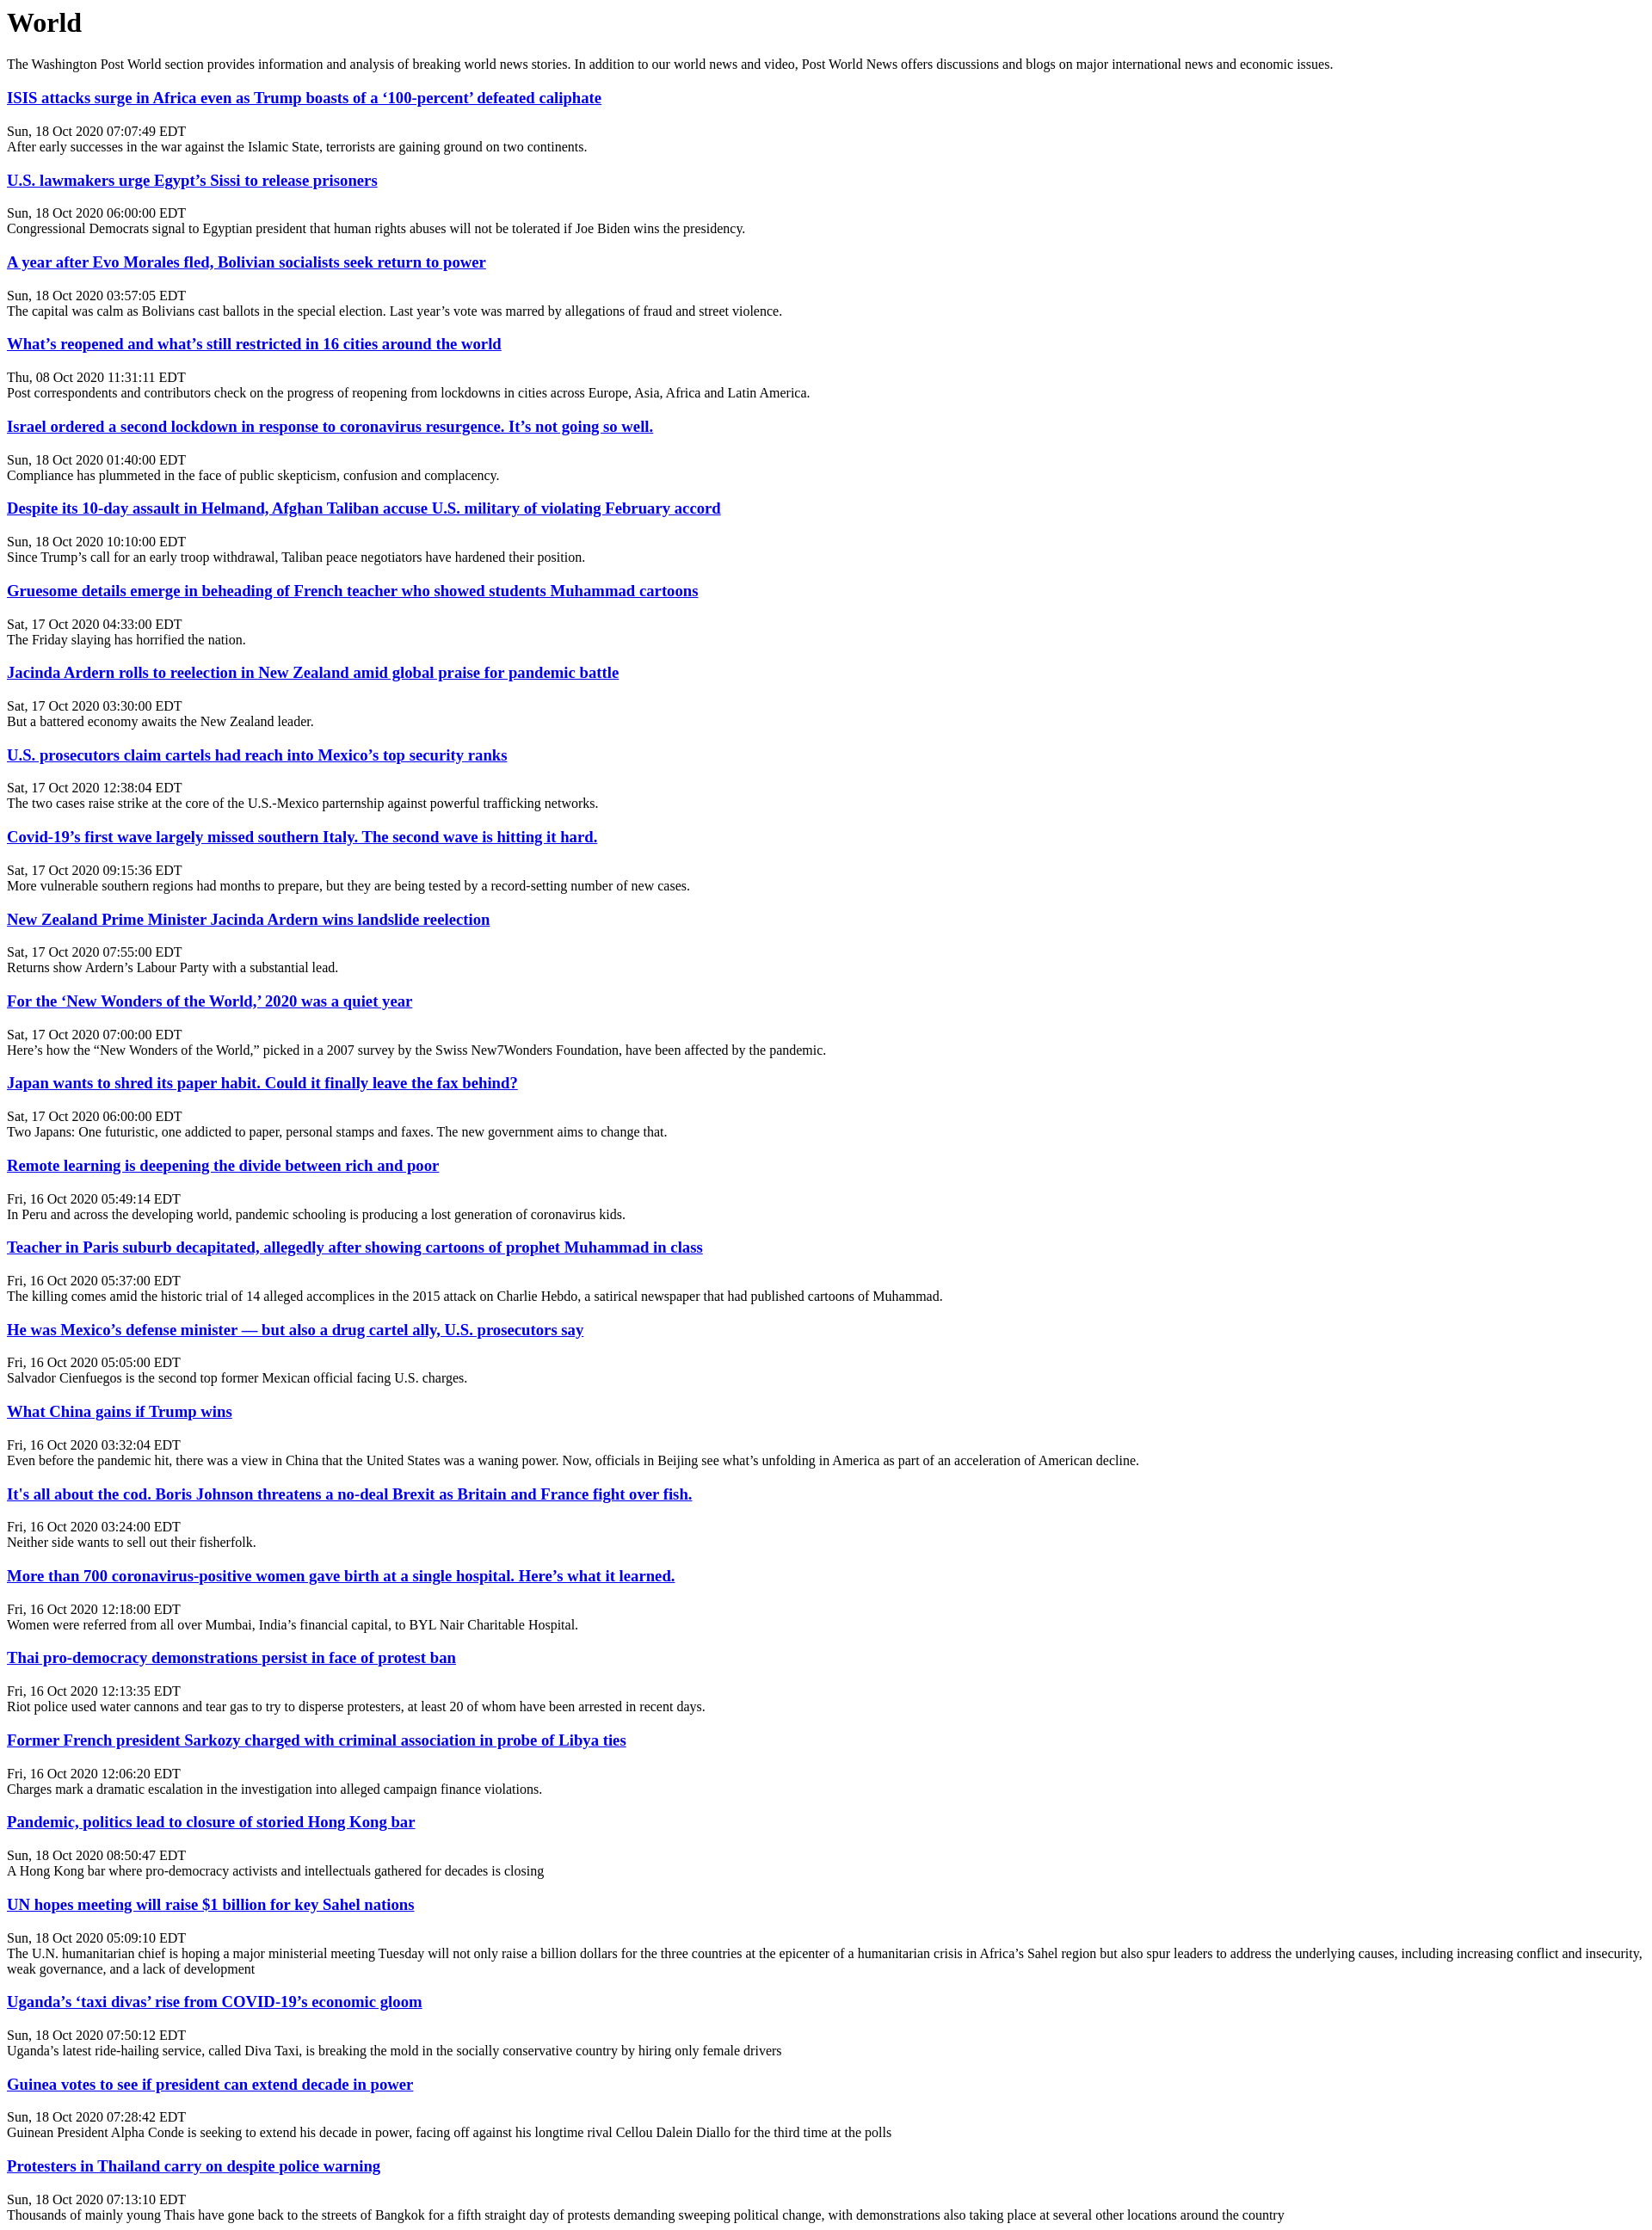 World
The Washington Post World section provides information and analysis of breaking world news stories. In addition to our world news and video, Post World News offers discussions and blogs on major international news and economic issues.
ISIS attacks surge in Africa even as Trump boasts of a ‘100-percent’ defeated caliphate
Sun, 18 Oct 2020 07:07:49 EDT
After early successes in the war against the Islamic State, terrorists are gaining ground on two continents.
U.S. lawmakers urge Egypt’s Sissi to release prisoners
Sun, 18 Oct 2020 06:00:00 EDT
Congressional Democrats signal to Egyptian president that human rights abuses will not be tolerated if Joe Biden wins the presidency.
A year after Evo Morales fled, Bolivian socialists seek return to power
Sun, 18 Oct 2020 03:57:05 EDT
The capital was calm as Bolivians cast ballots in the special election. Last year’s vote was marred by allegations of fraud and street violence.
What’s reopened and what’s still restricted in 16 cities around the world
Thu, 08 Oct 2020 11:31:11 EDT
Post correspondents and contributors check on the progress of reopening from lockdowns in cities across Europe, Asia, Africa and Latin America.
Israel ordered a second lockdown in response to coronavirus resurgence. It’s not going so well.
Sun, 18 Oct 2020 01:40:00 EDT
Compliance has plummeted in the face of public skepticism, confusion and complacency.
Despite its 10-day assault in Helmand, Afghan Taliban accuse U.S. military of violating February accord
Sun, 18 Oct 2020 10:10:00 EDT
Since Trump’s call for an early troop withdrawal, Taliban peace negotiators have hardened their position.
Gruesome details emerge in beheading of French teacher who showed students Muhammad cartoons
Sat, 17 Oct 2020 04:33:00 EDT
The Friday slaying has horrified the nation.
Jacinda Ardern rolls to reelection in New Zealand amid global praise for pandemic battle
Sat, 17 Oct 2020 03:30:00 EDT
But a battered economy awaits the New Zealand leader.
U.S. prosecutors claim cartels had reach into Mexico’s top security ranks
Sat, 17 Oct 2020 12:38:04 EDT
The two cases raise strike at the core of the U.S.-Mexico parternship against powerful trafficking networks.
Covid-19’s first wave largely missed southern Italy. The second wave is hitting it hard.
Sat, 17 Oct 2020 09:15:36 EDT
More vulnerable southern regions had months to prepare, but they are being tested by a record-setting number of new cases.
New Zealand Prime Minister Jacinda Ardern wins landslide reelection
Sat, 17 Oct 2020 07:55:00 EDT
Returns show Ardern’s Labour Party with a substantial lead.
For the ‘New Wonders of the World,’ 2020 was a quiet year
Sat, 17 Oct 2020 07:00:00 EDT
Here’s how the “New Wonders of the World,” picked in a 2007 survey by the Swiss New7Wonders Foundation, have been affected by the pandemic.
Japan wants to shred its paper habit. Could it finally leave the fax behind?
Sat, 17 Oct 2020 06:00:00 EDT
Two Japans: One futuristic, one addicted to paper, personal stamps and faxes. The new government aims to change that.
Remote learning is deepening the divide between rich and poor
Fri, 16 Oct 2020 05:49:14 EDT
In Peru and across the developing world, pandemic schooling is producing a lost generation of coronavirus kids.
Teacher in Paris suburb decapitated, allegedly after showing cartoons of prophet Muhammad in class
Fri, 16 Oct 2020 05:37:00 EDT
The killing comes amid the historic trial of 14 alleged accomplices in the 2015 attack on Charlie Hebdo, a satirical newspaper that had published cartoons of Muhammad.
He was Mexico’s defense minister — but also a drug cartel ally, U.S. prosecutors say
Fri, 16 Oct 2020 05:05:00 EDT
Salvador Cienfuegos is the second top former Mexican official facing U.S. charges.
What China gains if Trump wins
Fri, 16 Oct 2020 03:32:04 EDT
Even before the pandemic hit, there was a view in China that the United States was a waning power. Now, officials in Beijing see what’s unfolding in America as part of an acceleration of American decline.
It's all about the cod. Boris Johnson threatens a no-deal Brexit as Britain and France fight over fish.
Fri, 16 Oct 2020 03:24:00 EDT
Neither side wants to sell out their fisherfolk.
More than 700 coronavirus-positive women gave birth at a single hospital. Here’s what it learned.
Fri, 16 Oct 2020 12:18:00 EDT
Women were referred from all over Mumbai, India’s financial capital, to BYL Nair Charitable Hospital.
Thai pro-democracy demonstrations persist in face of protest ban
Fri, 16 Oct 2020 12:13:35 EDT
Riot police used water cannons and tear gas to try to disperse protesters, at least 20 of whom have been arrested in recent days.
Former French president Sarkozy charged with criminal association in probe of Libya ties
Fri, 16 Oct 2020 12:06:20 EDT
Charges mark a dramatic escalation in the investigation into alleged campaign finance violations.
Pandemic, politics lead to closure of storied Hong Kong bar
Sun, 18 Oct 2020 08:50:47 EDT
A Hong Kong bar where pro-democracy activists and intellectuals gathered for decades is closing
UN hopes meeting will raise $1 billion for key Sahel nations
Sun, 18 Oct 2020 05:09:10 EDT
The U.N. humanitarian chief is hoping a major ministerial meeting Tuesday will not only raise a billion dollars for the three countries at the epicenter of a humanitarian crisis in Africa’s Sahel region but also spur leaders to address the underlying causes, including increasing conflict and insecurity,
weak governance, and a lack of development
Uganda’s ‘taxi divas’ rise from COVID-19’s economic gloom
Sun, 18 Oct 2020 07:50:12 EDT
Uganda’s latest ride-hailing service, called Diva Taxi, is breaking the mold in the socially conservative country by hiring only female drivers
Guinea votes to see if president can extend decade in power
Sun, 18 Oct 2020 07:28:42 EDT
Guinean President Alpha Conde is seeking to extend his decade in power, facing off against his longtime rival Cellou Dalein Diallo for the third time at the polls
Protesters in Thailand carry on despite police warning
Sun, 18 Oct 2020 07:13:10 EDT
Thousands of mainly young Thais have gone back to the streets of Bangkok for a fifth straight day of protests demanding sweeping political change, with demonstrations also taking place at several other locations around the country